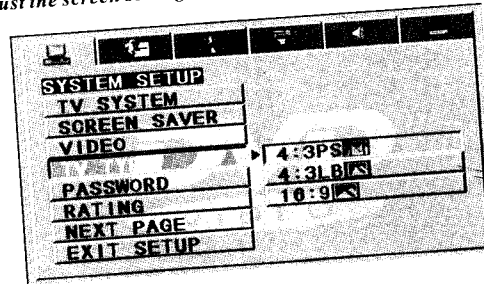 ust the screen
SYSTEM SETUP
TV SYSTEM
SCREEN SAVER
VIDEO
4:3PS
4:3LB
16:9
PASSWORD
RATING
NEXT PAGE
EXIT SETUP